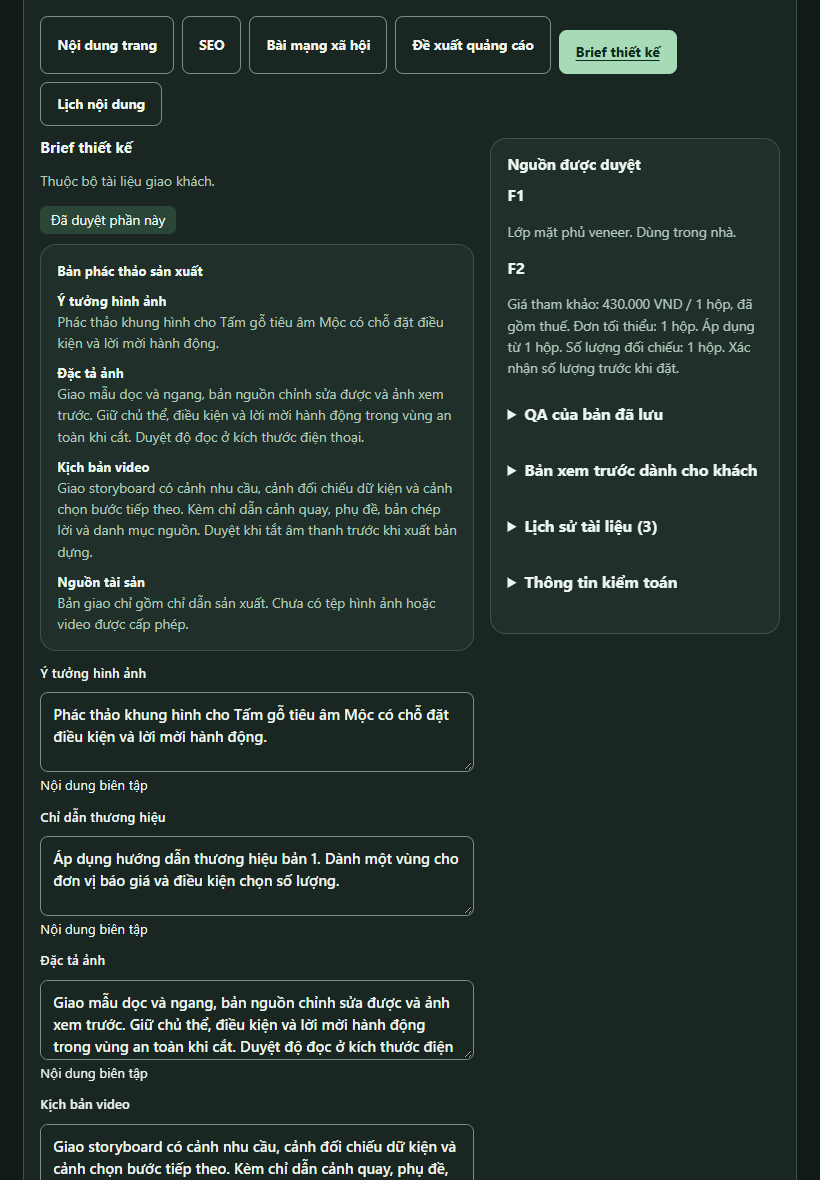 Nội dung trang
SEO
Bài mạng xã hội
Đề xuất quảng cáo
Brief thiết kế
Lịch nội dung
Brief thiết kế
Thuộc bộ tài liệu giao khách.
Đã duyệt phần này
Bản phác thảo sản xuất
Ý tưởng hình ảnh
Phác thảo khung hình cho Tấm gỗ tiêu âm Mộc có chỗ đặt điều
kiện và lời mời hành động.
Đặc tả ảnh
Giao mẫu dọc và ngang, bản nguồn chỉnh sửa được và ảnh xem
trước. Giữ chủ thể, điều kiện và lời mời hành động trong vùng an
toàn khi cắt. Duyệt độ đọc ở kích thước điện thoại.
Kịch bản video
Giao storyboard có cảnh nhu cầu, cảnh đối chiếu dữ kiện và cảnh
chọn bước tiếp theo. Kèm chỉ dẫn cảnh quay, phụ đề, bản chép
lời và danh mục nguồn. Duyệt khi tắt âm thanh trước khi xuất bản
dựng.
Nguồn tài sản
Bản giao chỉ gồm chỉ dẫn sản xuất. Chưa có tệp hình ảnh hoặc
video được cấp phép.
Ý tưởng hình ảnh
Phác thảo khung hình cho Tấm gỗ tiêu âm Mộc có chỗ đặt
điều kiện và lời mời hành động.
Nội dung biên tập
Chỉ dẫn thương hiệu
Áp dụng hướng dẫn thương hiệu bản 1. Dành một vùng cho
đơn vị báo giá và điều kiện chọn số lượng.
Nội dung biên tập
Đặc tả ảnh
Giao mẫu dọc và ngang, bản nguồn chỉnh sửa được và ảnh
xem trước. Giữ chủ thể, điều kiện và lời mời hành động
trong vùng an toàn khi cắt. Duyệt độ đọc ở kích thước điện
Nội dung biên tập
Kịch bản video
Giao storyboard có cảnh nhu cầu, cảnh đối chiếu dữ kiện và
cảnh chọn bước tiếp theo. Kèm chỉ dẫn cảnh quay, phụ đề,
Nguồn được duyệt
F1
Lớp mặt phủ veneer. Dùng trong nhà.
F2
Giá tham khảo: 430.000 VND / 1 hộp, đã
gồm thuế. Đơn tối thiểu: 1 hộp. Áp dụng
từ 1 hộp. Số lượng đối chiếu: 1 hộp. Xác
nhận số lượng trước khi đặt.
QA của bản đã lưu
Bản xem trước dành cho khách
Lịch sử tài liệu (3)
Thông tin kiểm toán